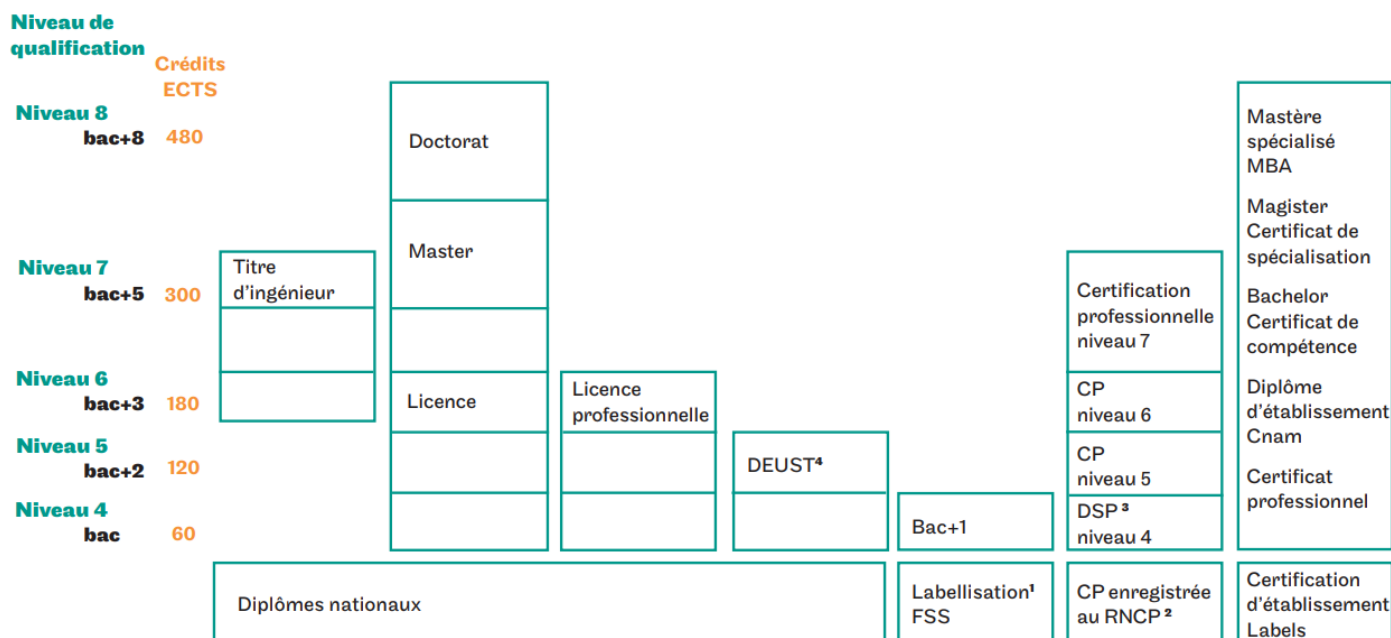 Niveau de
qualification
Crédits
ECTS
Niveau 8
bac+8
480
Doctorat
Mastère
spécialisé
MBA
Magister
Certificat de
spécialisation
Bachelor
Certificat de
compétence
Diplôme
d'établissement
Cnam
Certificat
professionnel
Master
Niveau 7
bac+5
300
Titre
d'ingénieur
Certification
professionnelle
niveau 7
Niveau 6
bac+3
180
Licence
Licence
professionnelle
CP
niveau 6
Niveau 5
bac+2
120
DEUST⁴
CP
niveau 5
Niveau 4
bac
60
Bac+1
DSP ³
niveau 4
Diplômes nationaux
Labellisation¹
FSS
CP enregistrée
au RNCP ²
Certification
d'établissement
Labels